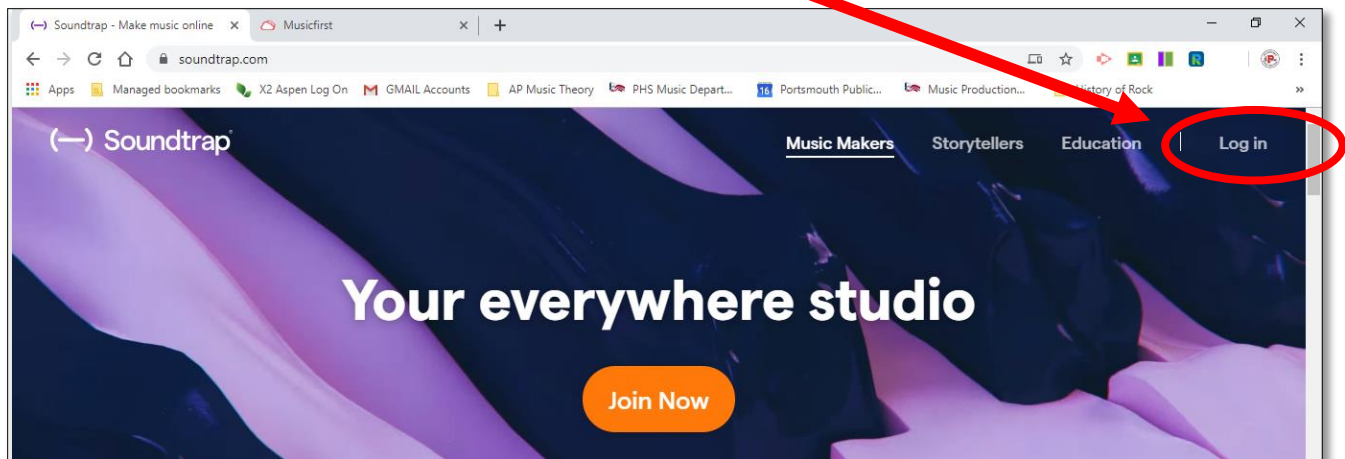 (—) Soundtrap - Make music online × Musicfirst × +
soundtrap.com
Apps Managed bookmarks X2 Aspen Log On M GMAIL Accounts AP Music Theory PHS Music Depart... 16 Portsmouth Public... Music Production... History of Rock »
(—) Soundtrap Music Makers Storytellers Education Log in
Your everywhere studio
Join Now